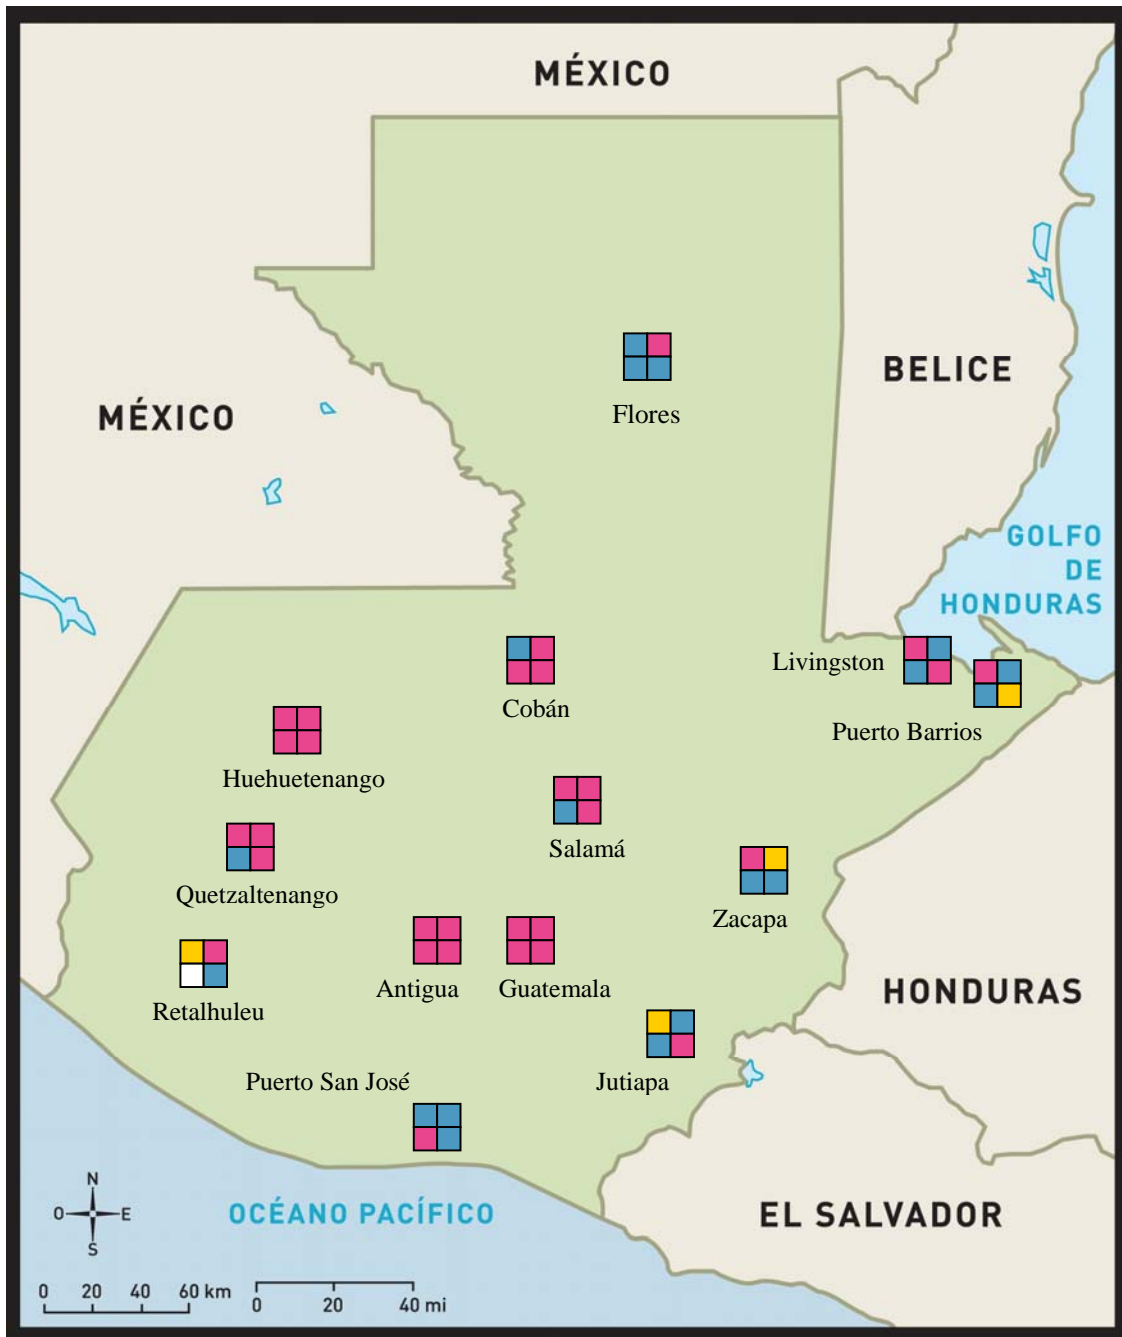 MÉXICO
BELICE
Flores
MÉXICO
GOLFO
DE
HONDURAS
Livingston
Cobán
Puerto Barrios
Huehuetenango
Salamá
Quetzaltenango
Zacapa
Antigua
Guatemala
Retalhuleu
HONDURAS
Puerto San José
Jutiapa
N
O
E
S
OCÉANO PACÍFICO
EL SALVADOR
0 20 40 60 km
0 20 40 mi